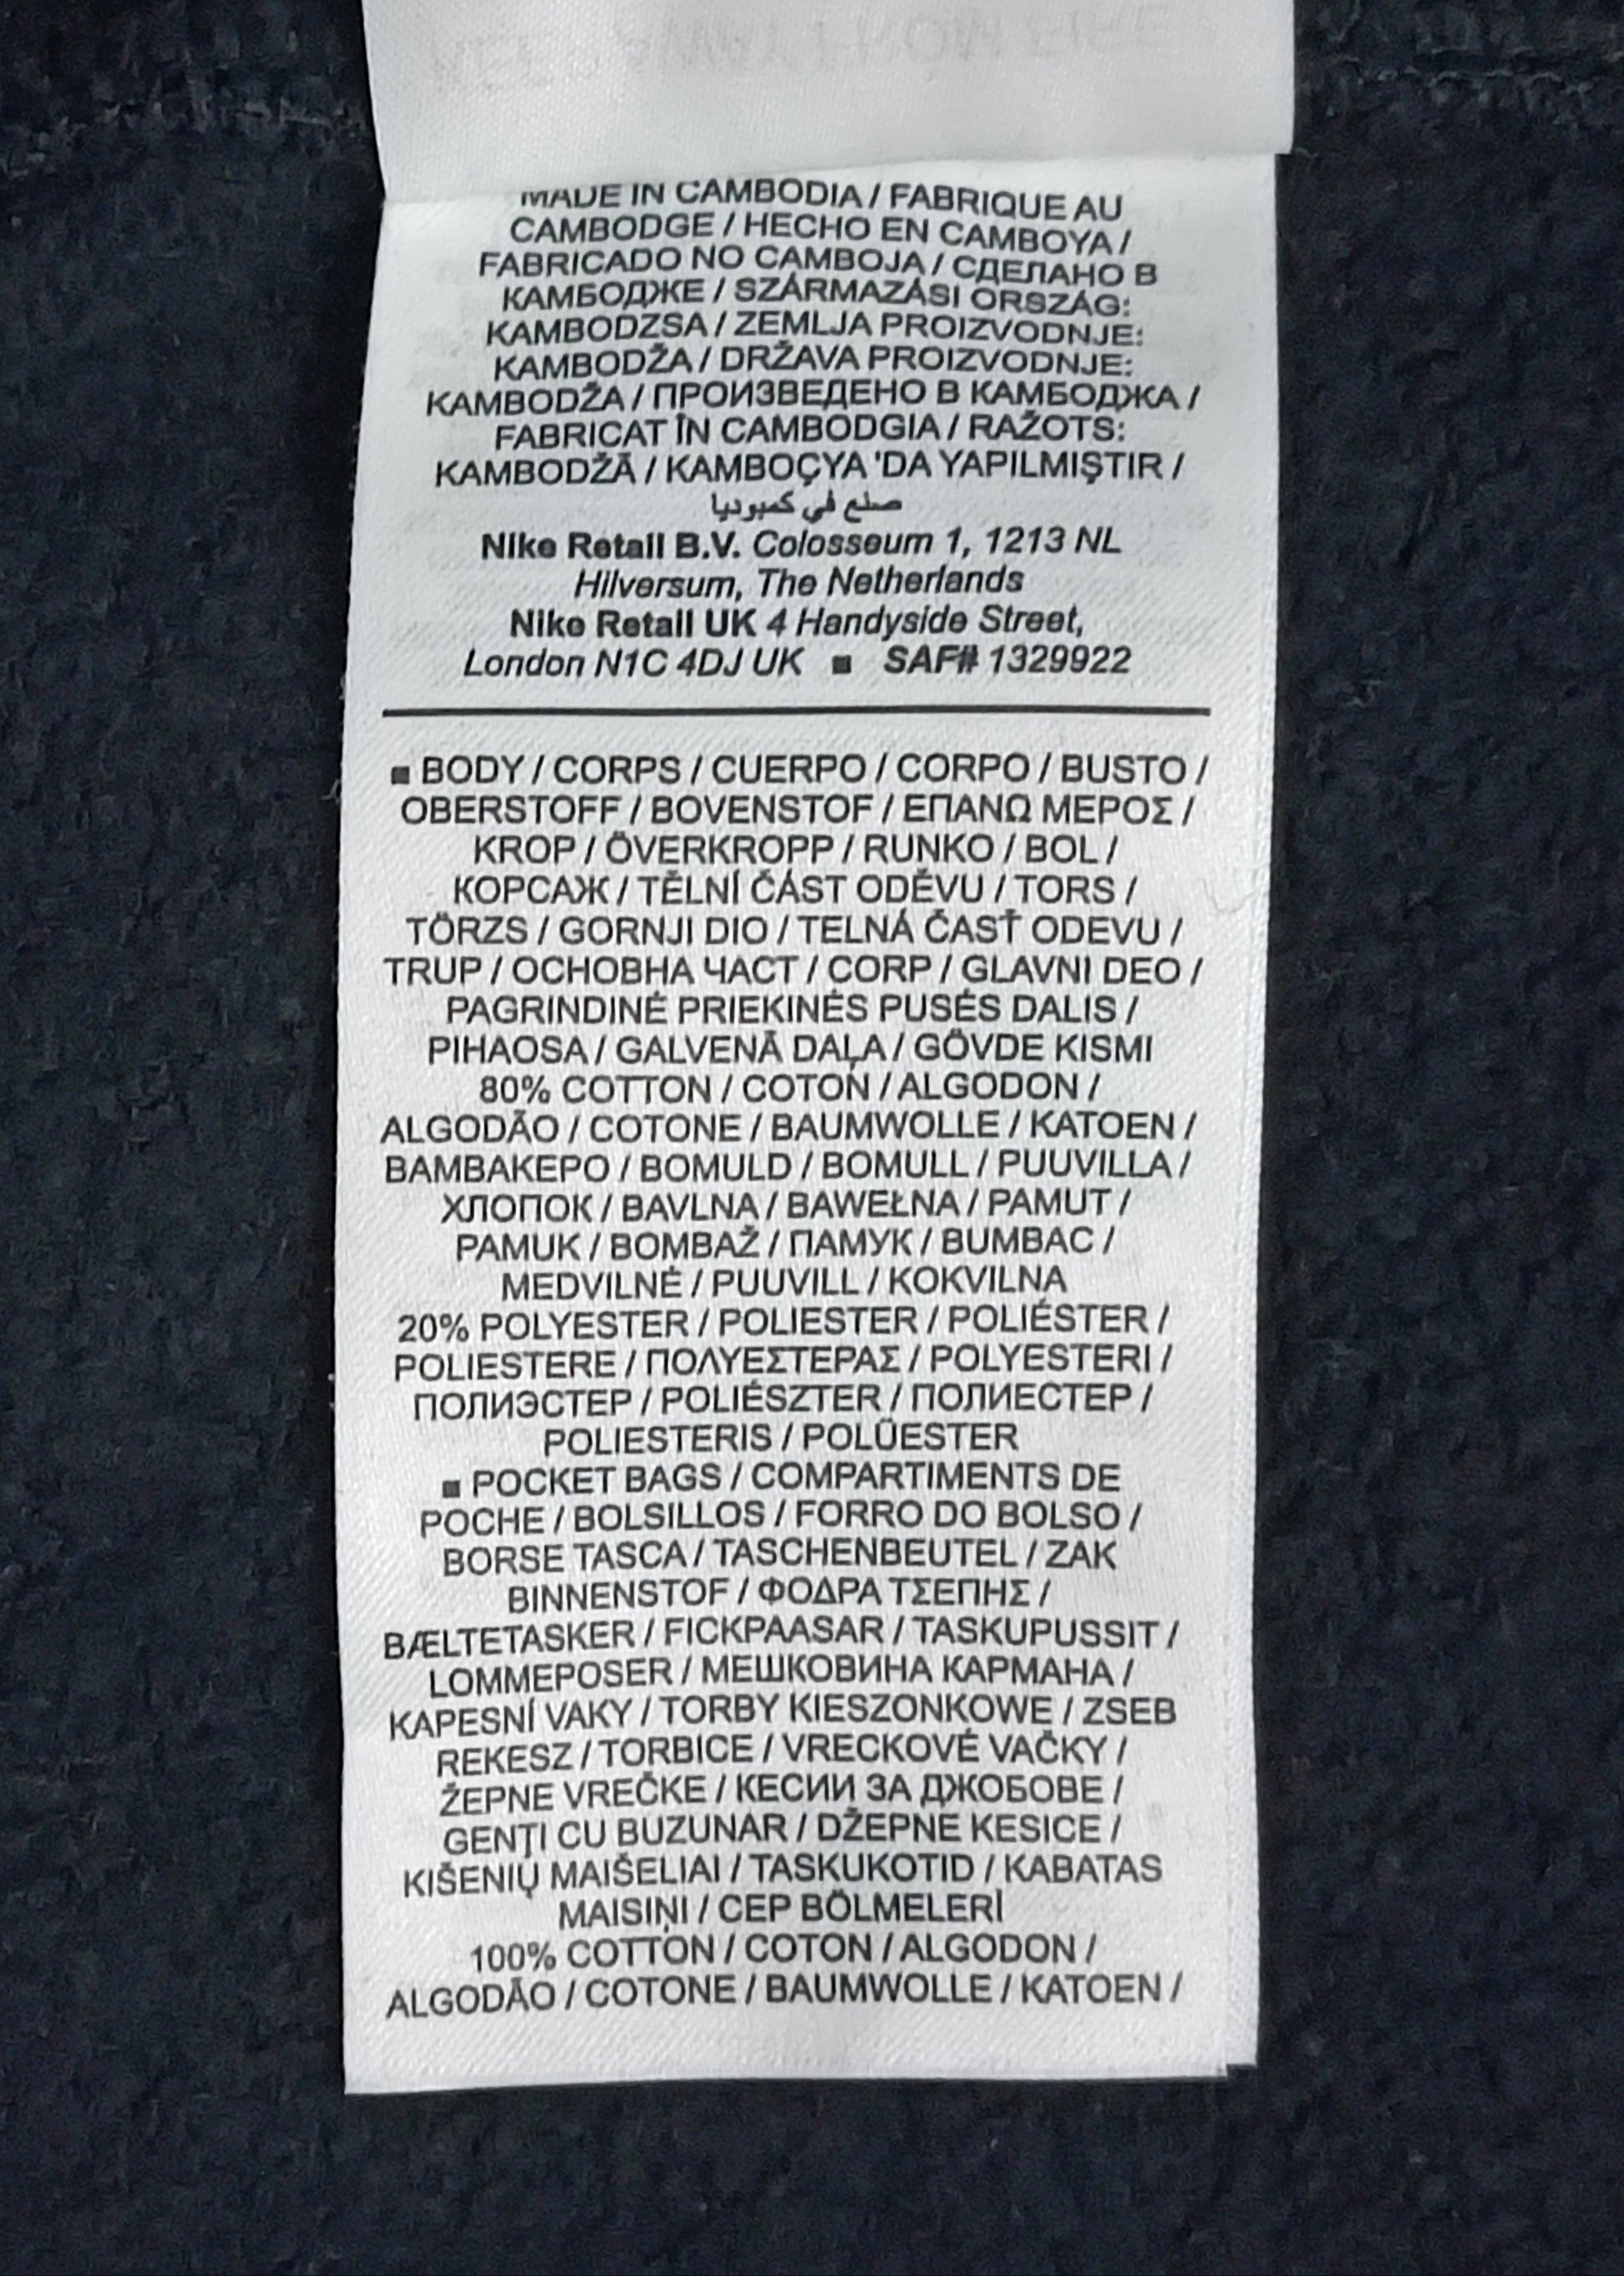 MADE IN CAMBODIA / FABRIQUE AU
CAMBODGE / HECHO EN CAMBOYA /
FABRICADO NO CAMBOJA / СДЕЛАНО В
КАМБОДЖЕ / SZÁRMAZÁSI ORSZÁG:
KAMBODZSA / ZEMLJA PROIZVODNJE:
KAMBODŽA / DRŽAVA PROIZVODNJE:
KAMBODŽA / ПРОИЗВЕДЕНО В КАМБОДЖА /
FABRICAT ÎN CAMBODGIA / RAŽOTS:
KAMBODŽĀ / KAMBOÇYA 'DA YAPILMIŞTIR /
صنع في كمبوديا
Nike Retail B.V. Colosseum 1, 1213 NL
Hilversum, The Netherlands
Nike Retail UK 4 Handyside Street,
London N1C 4DJ UK ■ SAF# 1329922
■ BODY / CORPS / CUERPO / CORPO / BUSTO /
OBERSTOFF / BOVENSTOF / ΕΠΑΝΩ ΜΕΡΟΣ /
KROP / ÖVERKROPP / RUNKO / BOL /
КОРСАЖ / TĚLNÍ ČÁST ODĚVU / TORS /
TÖRZS / GORNJI DIO / TELNÁ ČASŤ ODEVU /
TRUP / ОСНОВНА ЧАСТ / CORP / GLAVNI DEO /
PAGRINDINĖ PRIEKINĖS PUSĖS DALIS /
PIHAOSA / GALVENĀ DAĻA / GÖVDE KISMI
80% COTTON / COTON / ALGODON /
ALGODÃO / COTONE / BAUMWOLLE / KATOEN /
ΒΑΜΒΑΚΕΡΟ / BOMULD / BOMULL / PUUVILLA /
ХЛОПОК / BAVLNA / BAWEŁNA / PAMUT /
PAMUK / BOMBAŽ / ПАМУК / BUMBAC /
MEDVILNĖ / PUUVILL / KOKVILNA
20% POLYESTER / POLIESTER / POLIÉSTER /
POLIESTERE / ΠΟΛΥΕΣΤΕΡΑΣ / POLYESTERI /
ПОЛИЭСТЕР / POLIÉSZTER / ПОЛИЕСТЕР /
POLIESTERIS / POLÜESTER
■ POCKET BAGS / COMPARTIMENTS DE
POCHE / BOLSILLOS / FORRO DO BOLSO /
BORSE TASCA / TASCHENBEUTEL / ZAK
BINNENSTOF / ΦΟΔΡΑ ΤΣΕΠΗΣ /
BÆLTETASKER / FICKPAASAR / TASKUPUSSIT /
LOMMEPOSER / МЕШКОВИНА КАРМАНА /
KAPESNÍ VAKY / TORBY KIESZONKOWE / ZSEB
REKESZ / TORBICE / VRECKOVÉ VAČKY /
ŽEPNE VREČKE / КЕСИИ ЗА ДЖОБОВЕ /
GENŢI CU BUZUNAR / DŽEPNE KESICE /
KIŠENIŲ MAIŠELIAI / TASKUKOTID / KABATAS
MAISIŅI / CEP BÖLMELERİ
100% COTTON / COTON / ALGODON /
ALGODÃO / COTONE / BAUMWOLLE / KATOEN /